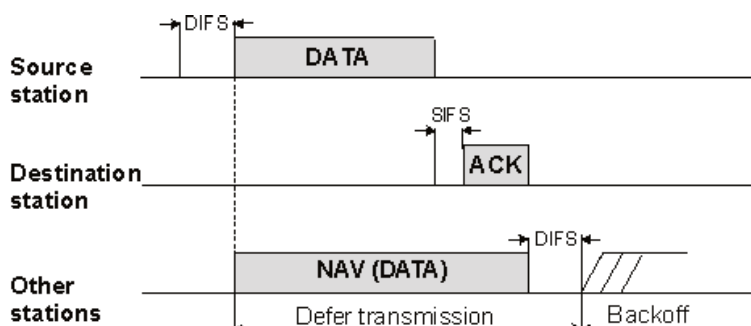 DIFS
DATA
Source
station
SIFS
ACK
Destination
station
DIFS
NAV (DATA)
Other
stations
Defer transmission
Backoff